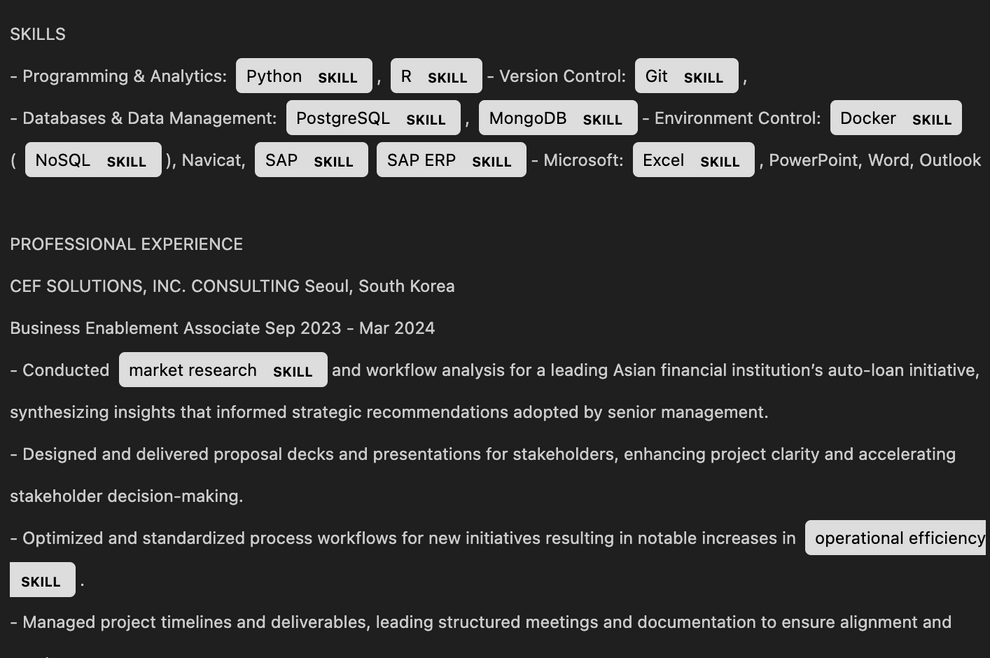 SKILLS
- Programming & Analytics: Python SKILL , R SKILL - Version Control: Git SKILL ,
- Databases & Data Management: PostgreSQL SKILL , MongoDB SKILL - Environment Control: Docker SKILL
( NoSQL SKILL ), Navicat, SAP SKILL SAP ERP SKILL - Microsoft: Excel SKILL , PowerPoint, Word, Outlook
PROFESSIONAL EXPERIENCE
CEF SOLUTIONS, INC. CONSULTING Seoul, South Korea
Business Enablement Associate Sep 2023 - Mar 2024
- Conducted market research SKILL and workflow analysis for a leading Asian financial institution's auto-loan initiative,
synthesizing insights that informed strategic recommendations adopted by senior management.
- Designed and delivered proposal decks and presentations for stakeholders, enhancing project clarity and accelerating
stakeholder decision-making.
- Optimized and standardized process workflows for new initiatives resulting in notable increases in operational efficiency
SKILL .
- Managed project timelines and deliverables, leading structured meetings and documentation to ensure alignment and